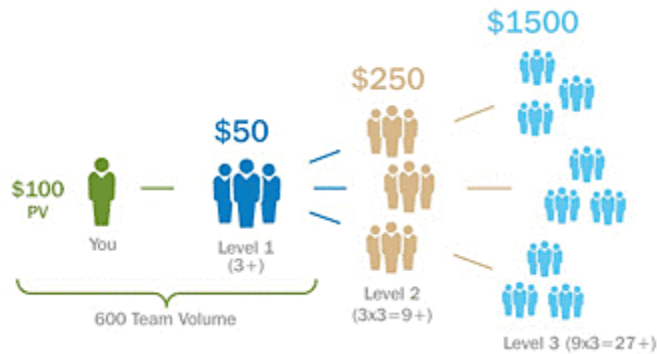 $1500
$250
$50
$100
PV
You
Level 1
(3+)
Level 2
(3x3=9+)
600 Team Volume
Level 3 (9x3=27+)